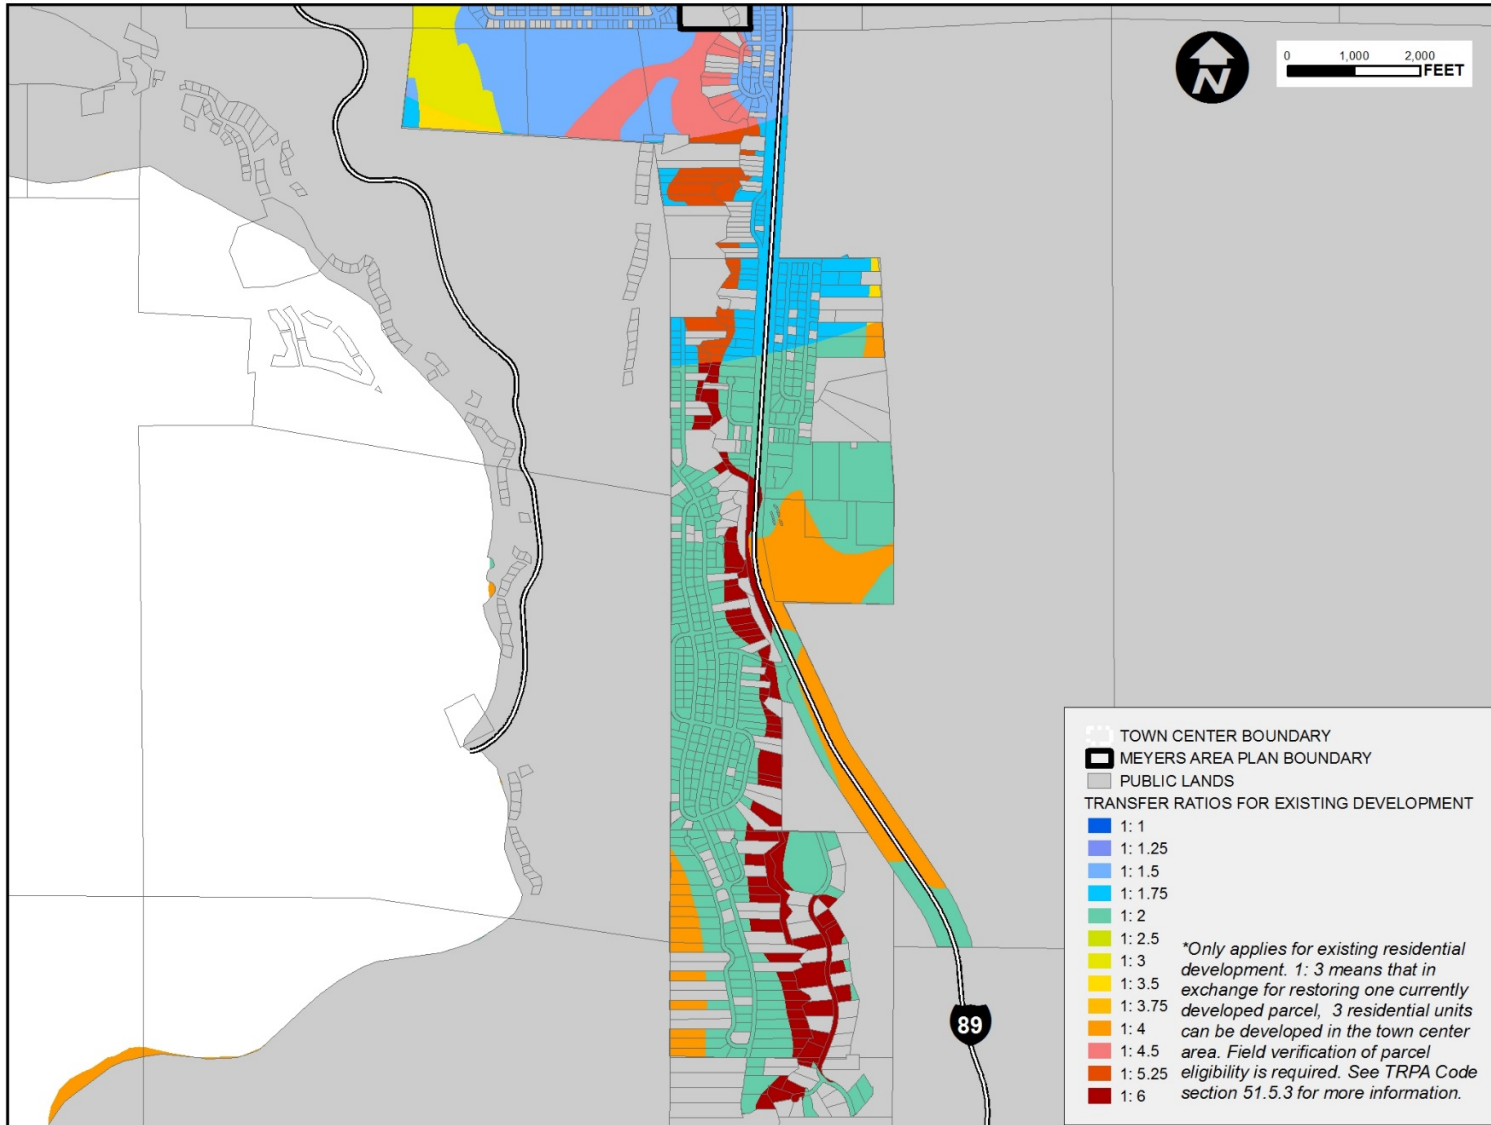 N
0 1,000 2,000
FEET
TOWN CENTER BOUNDARY
MEYERS AREA PLAN BOUNDARY
PUBLIC LANDS
TRANSFER RATIOS FOR EXISTING DEVELOPMENT
1: 1
1: 1.25
1: 1.5
1: 1.75
1: 2
1: 2.5
1: 3
1: 3.5
1: 3.75
1: 4
1: 4.5
1: 5.25
1: 6
*Only applies for existing residential
development. 1: 3 means that in
exchange for restoring one currently
developed parcel, 3 residential units
can be developed in the town center
area. Field verification of parcel
eligibility is required. See TRPA Code
section 51.5.3 for more information.
89